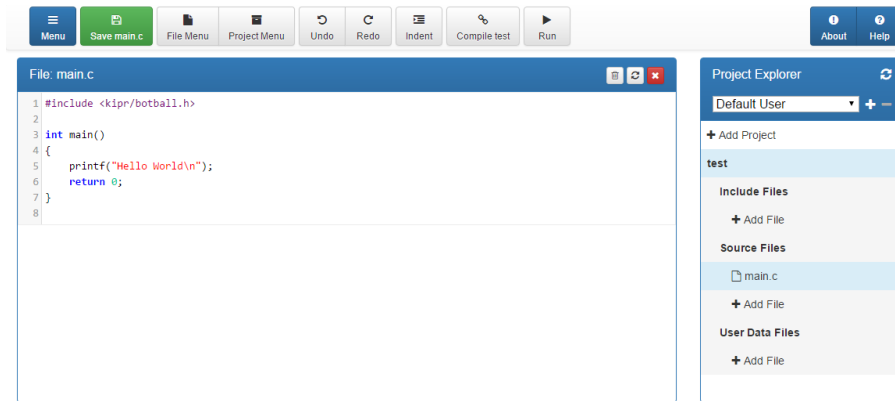 Menu Save main.c File Menu Project Menu Undo Redo Indent Compile test Run About Help
File: main.c
1 #include <kipr/botball.h>
2
3 int main()
4 {
5     printf("Hello World\n");
6     return 0;
7 }
8
Project Explorer
Default User
Add Project
test
Include Files
Add File
Source Files
main.c
Add File
User Data Files
Add File